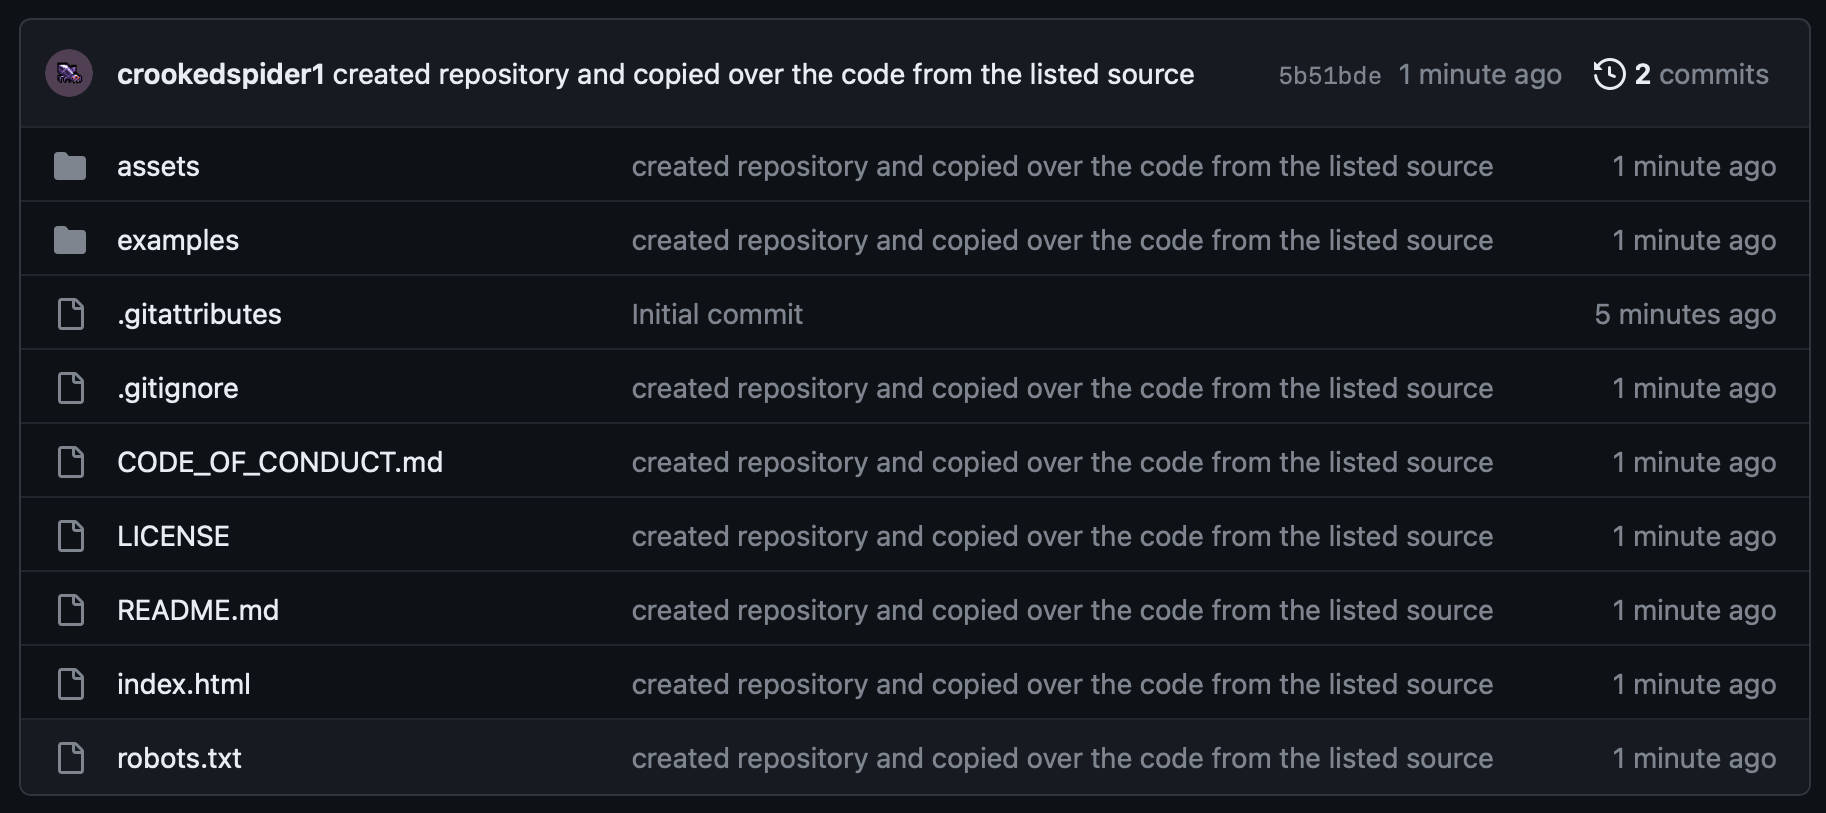 crookedspider1 created repository and copied over the code from the listed source 5b51bde 1 minute ago 2 commits
assets created repository and copied over the code from the listed source 1 minute ago
examples created repository and copied over the code from the listed source 1 minute ago
.gitattributes Initial commit 5 minutes ago
.gitignore created repository and copied over the code from the listed source 1 minute ago
CODE_OF_CONDUCT.md created repository and copied over the code from the listed source 1 minute ago
LICENSE created repository and copied over the code from the listed source 1 minute ago
README.md created repository and copied over the code from the listed source 1 minute ago
index.html created repository and copied over the code from the listed source 1 minute ago
robots.txt created repository and copied over the code from the listed source 1 minute ago